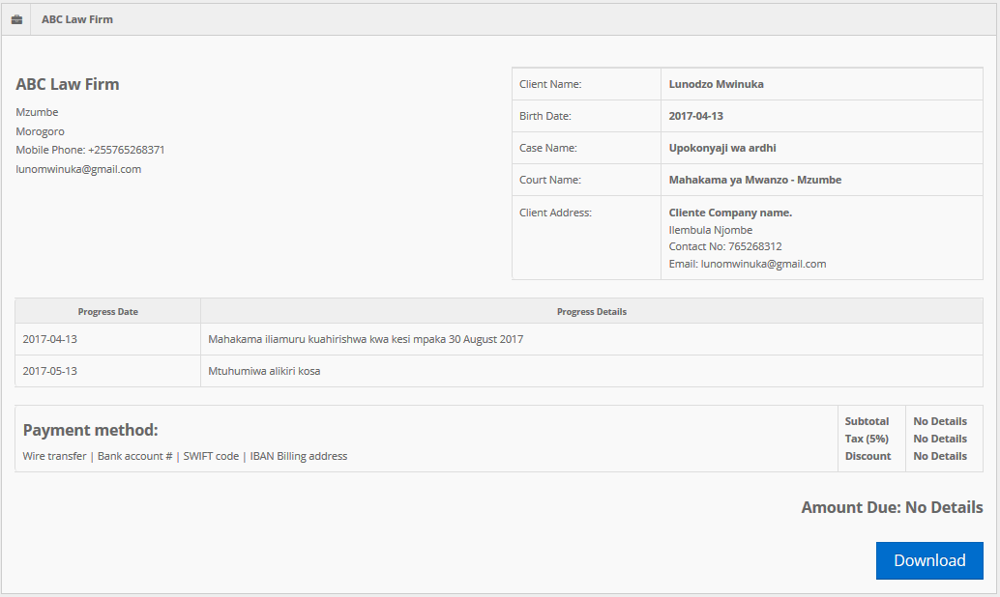 ABC Law Firm
ABC Law Firm
Mzumbe
Morogoro
Mobile Phone: +255765268371
lunomwinuka@gmail.com
Client Name: Lunodzo Mwinuka
Birth Date: 2017-04-13
Case Name: Upokonyaji wa ardhi
Court Name: Mahakama ya Mwanzo - Mzumbe
Client Address: Cliente Company name.
Ilembula Njombe
Contact No: 765268312
Email: lunomwinuka@gmail.com
Progress Date Progress Details
2017-04-13 Mahakama iliamuru kuahirishwa kwa kesi mpaka 30 August 2017
2017-05-13 Mtuhumiwa alikiri kosa
Payment method:
Wire transfer | Bank account # | SWIFT code | IBAN Billing address
Subtotal No Details
Tax (5%) No Details
Discount No Details
Amount Due: No Details
Download